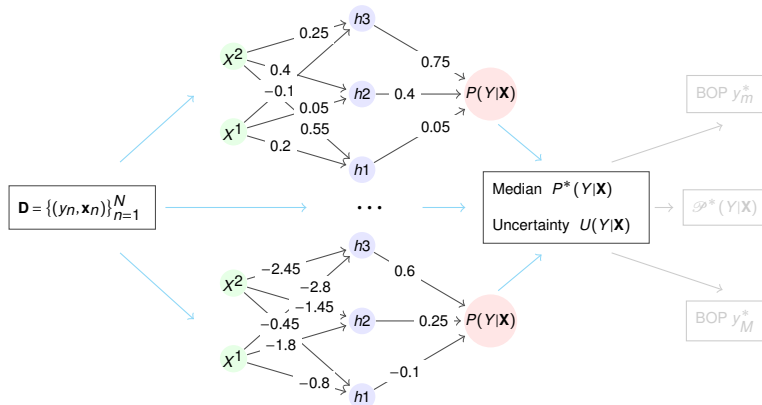 D = {(yn, xn)}N n=1
X2
X1
0.25
0.4
−0.1
0.05
0.55
0.2
h3
h2
h1
0.75
0.4
0.05
P(Y|X)
...
X2
X1
−2.45
−2.8
−1.45
−0.45
−1.8
−0.8
h3
h2
h1
0.6
0.25
−0.1
P(Y|X)
Median P*(Y|X)
Uncertainty U(Y|X)
BOP y*m
𝒫*(Y|X)
BOP y*M